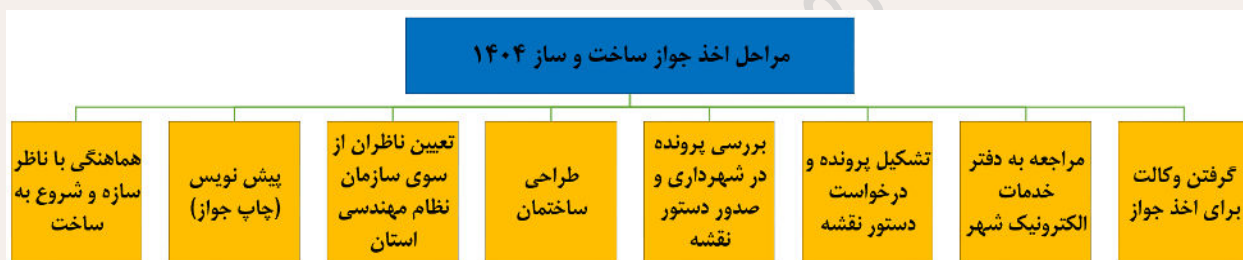 مراحل اخذ جواز ساخت و ساز ۱۴۰۴
گرفتن وکالت
برای اخذ جواز
مراجعه به دفتر
خدمات
الکترونیک شهر
تشکیل پرونده و
درخواست
دستور نقشه
بررسی پرونده
در شهرداری و
صدور دستور
نقشه
طراحی
ساختمان
تعیین ناظران از
سوی سازمان
نظام مهندسی
استان
پیش نویس
(چاپ جواز)
هماهنگی با ناظر
سازه و شروع به
ساخت